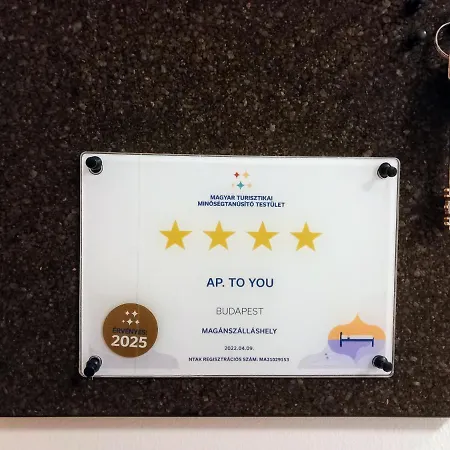 MAGYAR TURISZTIKAI
MINŐSÉGTANÚSÍTÓ TESTÜLET
AP. TO YOU
BUDAPEST
MAGÁNSZÁLLÁSHELY
2022.04.09.
NTAK REGISZTRÁCIÓS SZÁM: MA21029153
ÉRVÉNYES:
2025